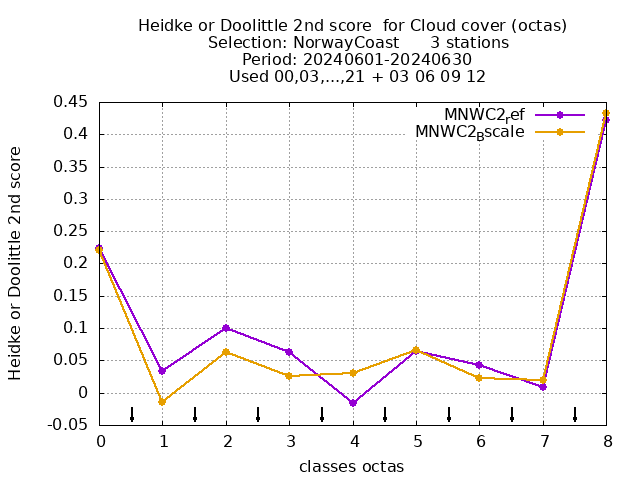 Heidke or Doolittle 2nd score  for Cloud cover (octas)
Selection: NorwayCoast      3 stations
Period: 20240601-20240630
Used 00,03,...,21 + 03 06 09 12
MNWC2ref
MNWC2Bscale
0.45
0.4
0.35
0.3
0.25
0.2
0.15
0.1
0.05
0
-0.05
Heidke or Doolittle 2nd score
0 1 2 3 4 5 6 7 8
classes octas